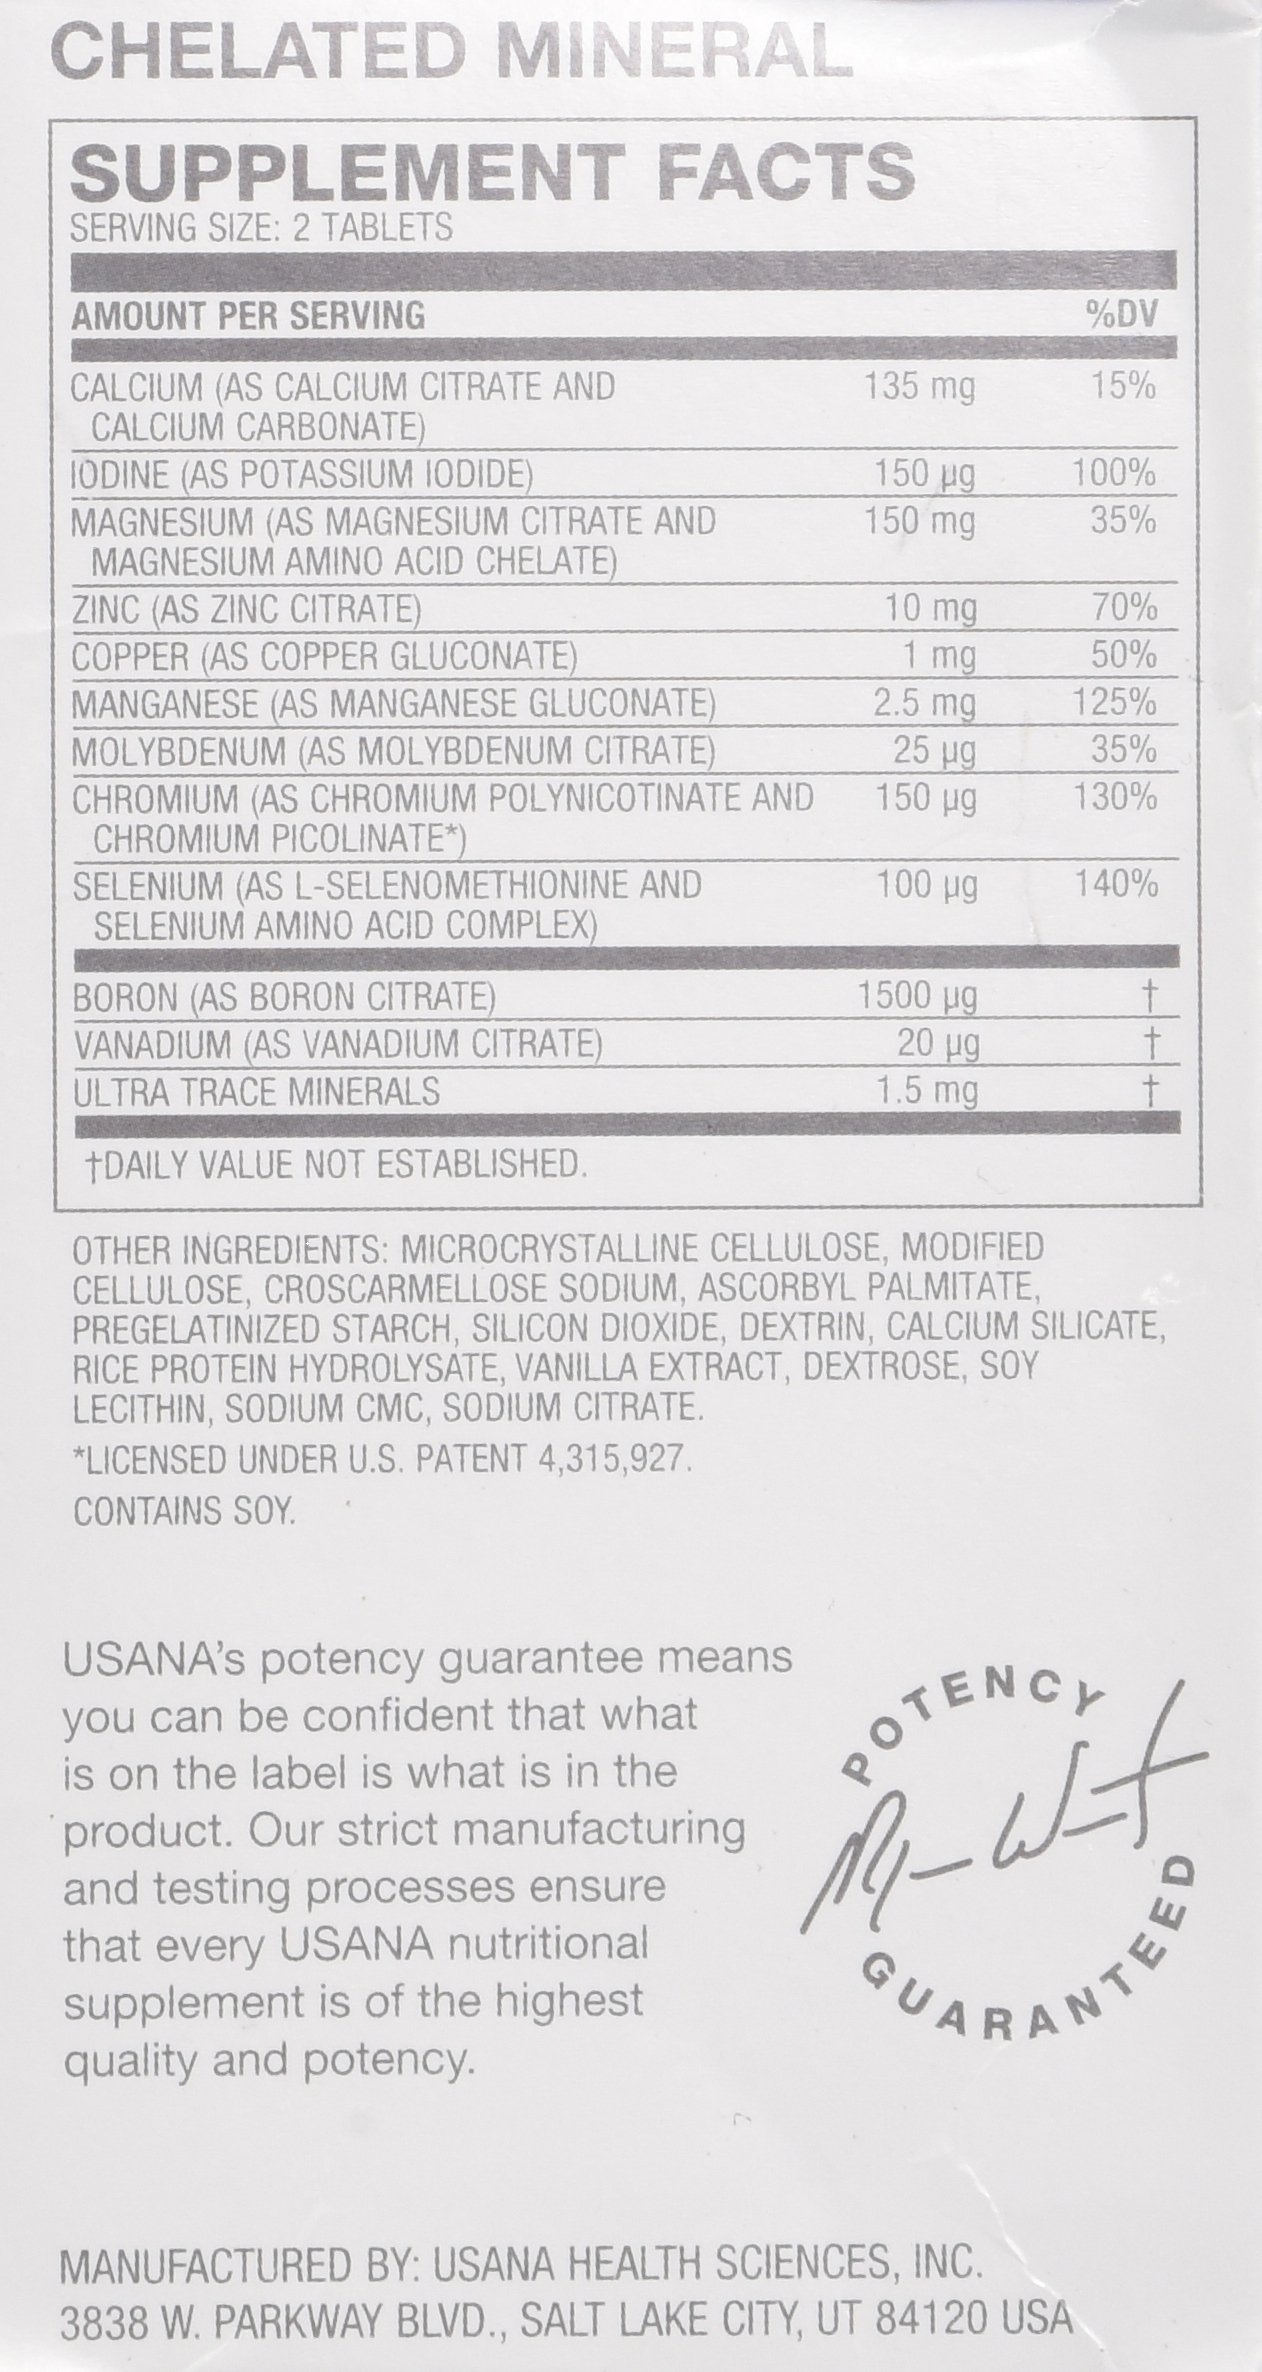 CHELATED MINERAL
SUPPLEMENT FACTS
SERVING SIZE: 2 TABLETS
AMOUNT PER SERVING %DV
CALCIUM (AS CALCIUM CITRATE AND 135 mg 15%
CALCIUM CARBONATE)
IODINE (AS POTASSIUM IODIDE) 150 µg 100%
MAGNESIUM (AS MAGNESIUM CITRATE AND 150 mg 35%
MAGNESIUM AMINO ACID CHELATE)
ZINC (AS ZINC CITRATE) 10 mg 70%
COPPER (AS COPPER GLUCONATE) 1 mg 50%
MANGANESE (AS MANGANESE GLUCONATE) 2.5 mg 125%
MOLYBDENUM (AS MOLYBDENUM CITRATE) 25 µg 35%
CHROMIUM (AS CHROMIUM POLYNICOTINATE AND 150 µg 130%
CHROMIUM PICOLINATE*)
SELENIUM (AS L-SELENOMETHIONINE AND 100 µg 140%
SELENIUM AMINO ACID COMPLEX)
BORON (AS BORON CITRATE) 1500 µg †
VANADIUM (AS VANADIUM CITRATE) 20 µg †
ULTRA TRACE MINERALS 1.5 mg †
†DAILY VALUE NOT ESTABLISHED.
OTHER INGREDIENTS: MICROCRYSTALLINE CELLULOSE, MODIFIED
CELLULOSE, CROSCARMELLOSE SODIUM, ASCORBYL PALMITATE,
PREGELATINIZED STARCH, SILICON DIOXIDE, DEXTRIN, CALCIUM SILICATE,
RICE PROTEIN HYDROLYSATE, VANILLA EXTRACT, DEXTROSE, SOY
LECITHIN, SODIUM CMC, SODIUM CITRATE.
*LICENSED UNDER U.S. PATENT 4,315,927.
CONTAINS SOY.
USANA's potency guarantee means
you can be confident that what
is on the label is what is in the
product. Our strict manufacturing
and testing processes ensure
that every USANA nutritional
supplement is of the highest
quality and potency.
POTENCY
GUARANTEED
MANUFACTURED BY: USANA HEALTH SCIENCES, INC.
3838 W. PARKWAY BLVD., SALT LAKE CITY, UT 84120 USA